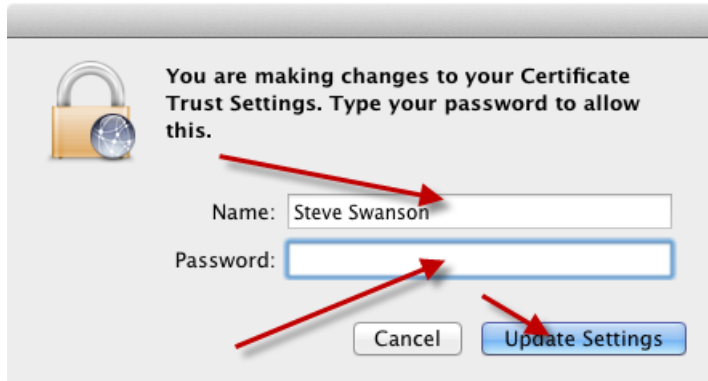 You are making changes to your Certificate
Trust Settings. Type your password to allow
this.
Name: Steve Swanson
Password:
Cancel Update Settings